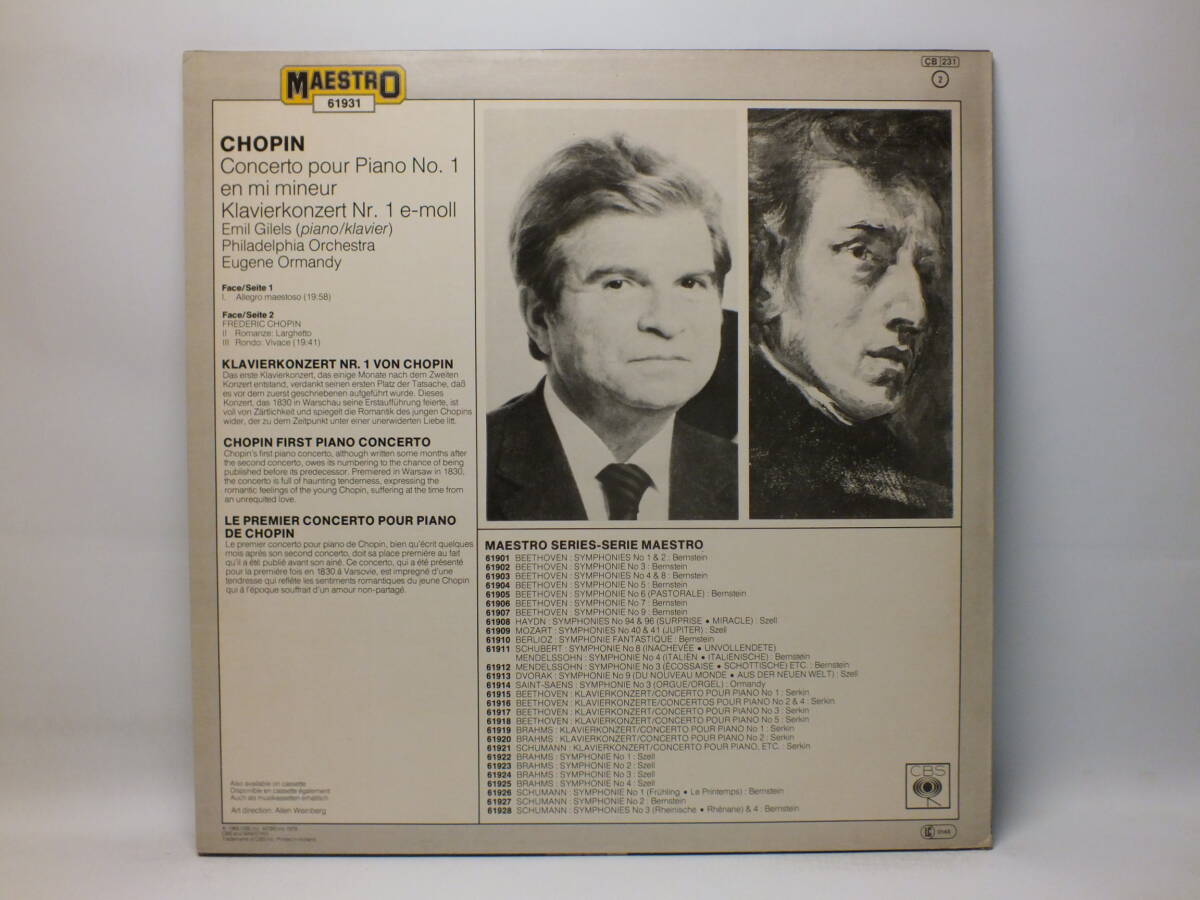 MAESTRO
61931
CB 231
2
CHOPIN
Concerto pour Piano No. 1
en mi mineur
Klavierkonzert Nr. 1 e-moll
Emil Gilels (piano/klavier)
Philadelphia Orchestra
Eugene Ormandy
Face/Seite 1
I. Allegro maestoso (19:58)
Face/Seite 2
FREDERIC CHOPIN
II Romanze: Larghetto
III Rondo: Vivace (19:41)
KLAVIERKONZERT NR. 1 VON CHOPIN
Das erste Klavierkonzert, das einige Monate nach dem Zweiten
Konzert entstand, verdankt seinen ersten Platz der Tatsache, daß
es vor dem zuerst geschriebenen aufgeführt wurde. Dieses
Konzert, das 1830 in Warschau seine Erstaufführung feierte, ist
voll von Zärtlichkeit und spiegelt die Romantik des jungen Chopins
wider, der zu dem Zeitpunkt unter einer unerwiderten Liebe litt.
CHOPIN FIRST PIANO CONCERTO
Chopin's first piano concerto, although written some months after
the second concerto, owes its numbering to the chance of being
published before its predecessor. Premiered in Warsaw in 1830,
the concerto is full of haunting tenderness, expressing the
romantic feelings of the young Chopin, suffering at the time from
an unrequited love.
LE PREMIER CONCERTO POUR PIANO
DE CHOPIN
Le premier concerto pour piano de Chopin, bien qu'écrit quelques
mois après son second concerto, doit sa place première au fait
qu'il a été publié avant son ainé. Ce concerto, qui a été présenté
pour la première fois en 1830 à Varsovie, est impregné d'une
tendresse qui reflète les sentiments romantiques du jeune Chopin
qui à l'époque souffrait d'un amour non-partagé.
Also available on cassette
Disponible en cassette également
Auch als musikkassetten erhältlich
Art direction: Allen Weinberg
MAESTRO SERIES-SERIE MAESTRO
61901 BEETHOVEN : SYMPHONIES No 1 & 2 : Bernstein
61902 BEETHOVEN : SYMPHONIE No 3 : Bernstein
61903 BEETHOVEN : SYMPHONIES No 4 & 8 : Bernstein
61904 BEETHOVEN : SYMPHONIE No 5 : Bernstein
61905 BEETHOVEN : SYMPHONIE No 6 (PASTORALE) : Bernstein
61906 BEETHOVEN : SYMPHONIE No 7 : Bernstein
61907 BEETHOVEN : SYMPHONIE No 9 : Bernstein
61908 HAYDN : SYMPHONIES No 94 & 96 (SURPRISE • MIRACLE) : Szell
61909 MOZART : SYMPHONIES No 40 & 41 (JUPITER) : Szell
61910 BERLIOZ : SYMPHONIE FANTASTIQUE : Bernstein
61911 SCHUBERT : SYMPHONIE No 8 (INACHEVÉE • UNVOLLENDETE)
MENDELSSOHN : SYMPHONIE No 4 (ITALIEN • ITALIENISCHE) : Bernstein
61912 MENDELSSOHN : SYMPHONIE No 3 (ÉCOSSAISE • SCHOTTISCHE) ETC. : Bernstein
61913 DVORAK : SYMPHONIE No 9 (DU NOUVEAU MONDE • AUS DER NEUEN WELT) : Szell
61914 SAINT-SAENS : SYMPHONIE No 3 (ORGUE/ORGEL) : Ormandy
61915 BEETHOVEN : KLAVIERKONZERT/CONCERTO POUR PIANO No 1 : Serkin
61916 BEETHOVEN : KLAVIERKONZERTE/CONCERTOS POUR PIANO No 2 & 4 : Serkin
61917 BEETHOVEN : KLAVIERKONZERT/CONCERTO POUR PIANO No 3 : Serkin
61918 BEETHOVEN : KLAVIERKONZERT/CONCERTO POUR PIANO No 5 : Serkin
61919 BRAHMS : KLAVIERKONZERT/CONCERTO POUR PIANO No 1 : Serkin
61920 BRAHMS : KLAVIERKONZERT/CONCERTO POUR PIANO No 2 : Serkin
61921 SCHUMANN : KLAVIERKONZERT/CONCERTO POUR PIANO, ETC. : Serkin
61922 BRAHMS : SYMPHONIE No 1 : Szell
61923 BRAHMS : SYMPHONIE No 2 : Szell
61924 BRAHMS : SYMPHONIE No 3 : Szell
61925 BRAHMS : SYMPHONIE No 4 : Szell
61926 SCHUMANN : SYMPHONIE No 1 (Frühling • Le Printemps) : Bernstein
61927 SCHUMANN : SYMPHONIE No 2 : Bernstein
61928 SCHUMANN : SYMPHONIES No 3 (Rheinische • Rhénane) & 4 : Bernstein
CBS
LC 0149